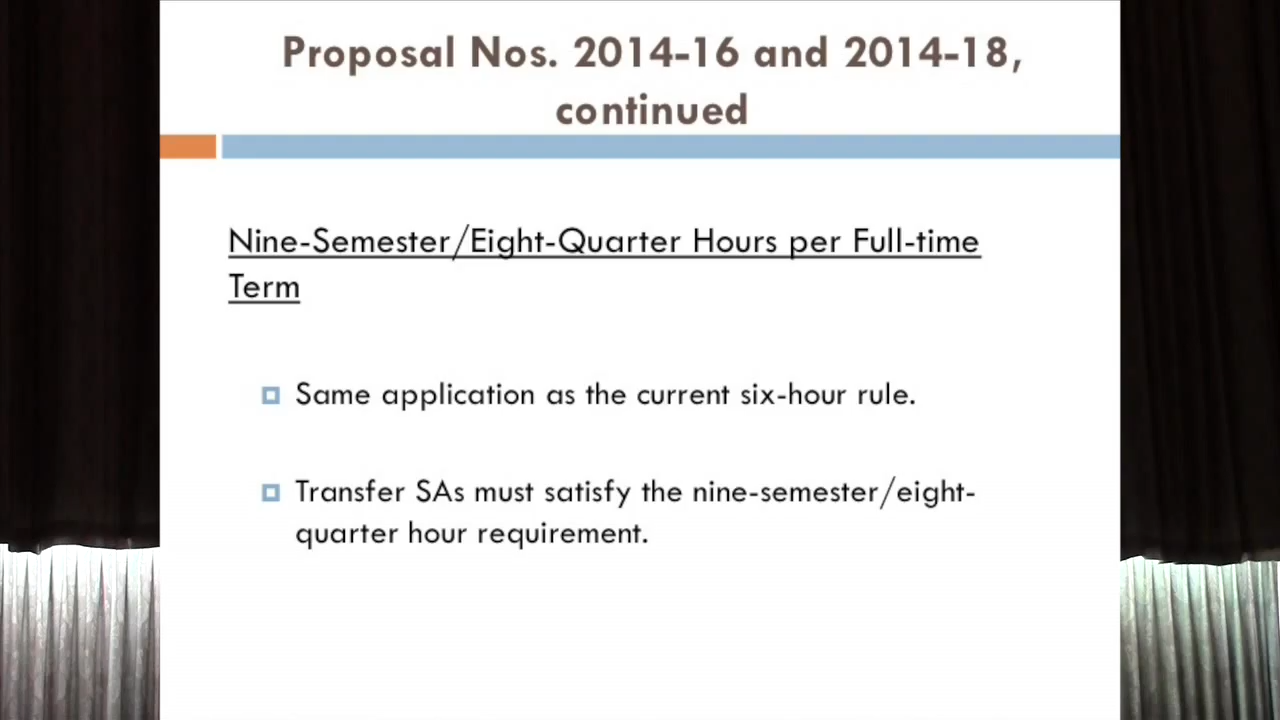 Proposal Nos. 2014-16 and 2014-18,
continued
Nine-Semester/Eight-Quarter Hours per Full-time
Term
Same application as the current six-hour rule.
Transfer SAs must satisfy the nine-semester/eight-
quarter hour requirement.